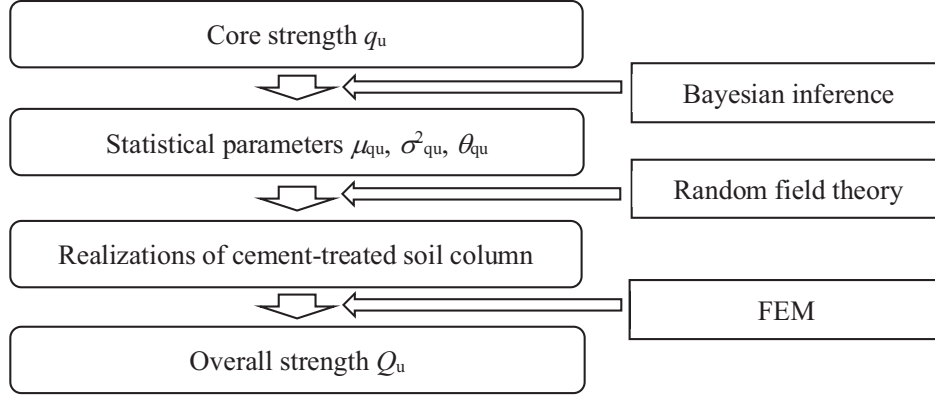 Core strength qu
Bayesian inference
Statistical parameters μqu, σ²qu, θqu
Random field theory
Realizations of cement-treated soil column
FEM
Overall strength Qu